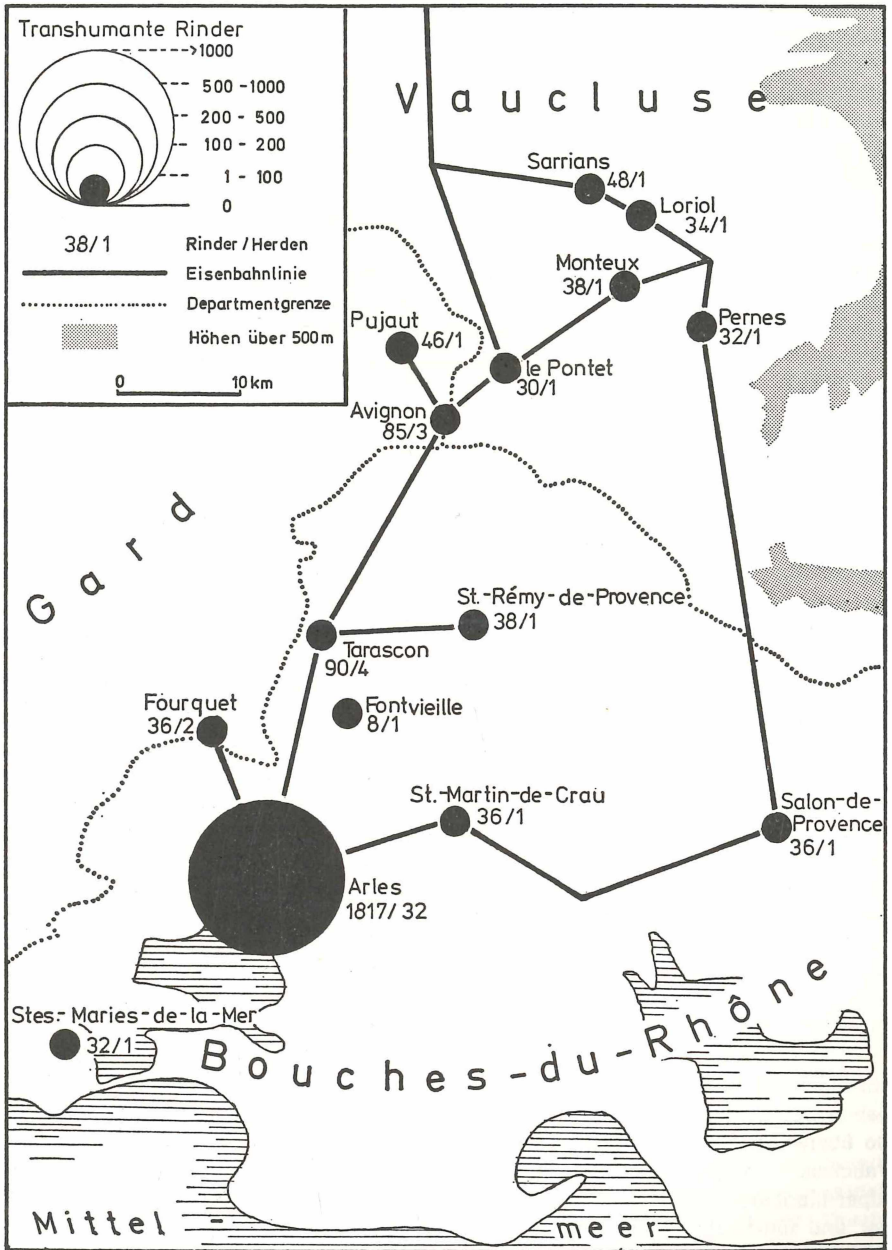 Transhumante Rinder
>1000
500 - 1000
200 - 500
100 - 200
1 - 100
0
38/1 Rinder / Herden
Eisenbahnlinie
Departmentgrenze
Höhen über 500m
0 10 km
Vaucluse
Sarrians
48/1
Loriol
34/1
Monteux
38/1
Pernes
32/1
Pujaut
46/1
le Pontet
30/1
Avignon
85/3
Gard
St.-Rémy-de-Provence
38/1
Tarascon
90/4
Fourquet
36/2
Fontvieille
8/1
St.-Martin-de-Crau
36/1
Salon-de-
Provence
36/1
Arles
1817/32
Stes.-Maries-de-la-Mer
32/1
Bouches-du-Rhône
Mittel - meer